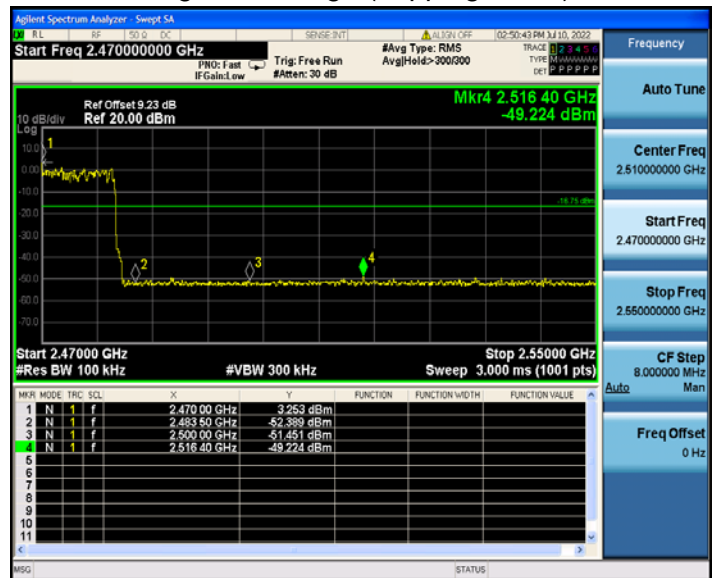 Agilent Spectrum Analyzer - Swept SA
RL RF 50 Ω DC SENSE:INT ALIGN OFF 02:50:43 PM Jul 10, 2022
Start Freq 2.470000000 GHz
PNO: Fast
IFGain:Low
Trig: Free Run
#Atten: 30 dB
#Avg Type: RMS
Avg|Hold:>300/300
TRACE 1 2 3 4 5 6
TYPE
DET P P P P P P
Frequency
Auto Tune
Center Freq
2.510000000 GHz
Start Freq
2.470000000 GHz
Stop Freq
2.550000000 GHz
CF Step
8.000000 MHz
Auto Man
Freq Offset
0 Hz
Mkr4 2.516 40 GHz
-49.224 dBm
Ref Offset 9.23 dB
10 dB/div Ref 20.00 dBm
Log
10.0
0.00
-10.0
-20.0
-30.0
-40.0
-50.0
-60.0
-70.0
1
2
3
4
-16.75 dBm
Start 2.47000 GHz Stop 2.55000 GHz
#Res BW 100 kHz #VBW 300 kHz Sweep 3.000 ms (1001 pts)
MKR MODE TRC SCL X Y FUNCTION FUNCTION WIDTH FUNCTION VALUE
1 N 1 f 2.470 00 GHz 3.253 dBm
2 N 1 f 2.483 50 GHz -52.389 dBm
3 N 1 f 2.500 00 GHz -51.451 dBm
4 N 1 f 2.516 40 GHz -49.224 dBm
5
6
7
8
9
10
11
MSG STATUS